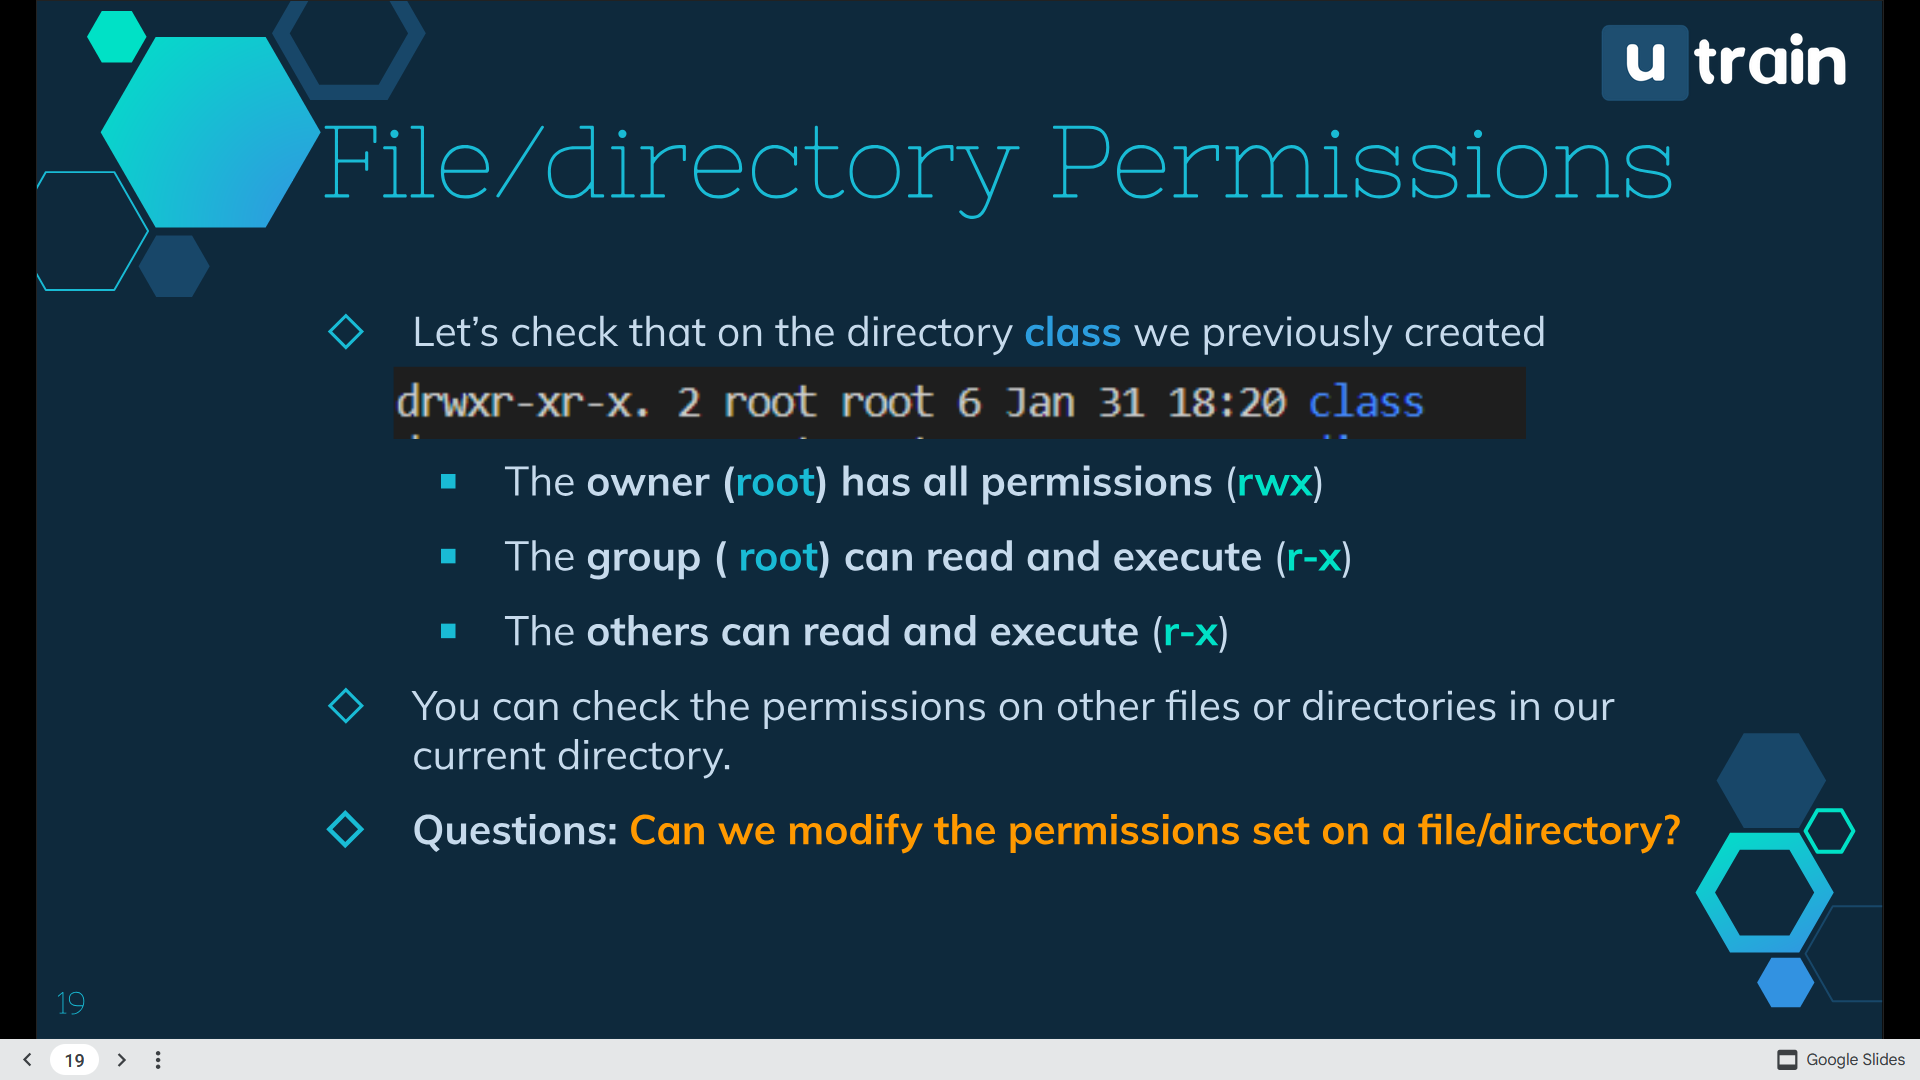 u train
File/directory Permissions
Let’s check that on the directory class we previously created
drwxr-xr-x. 2 root root 6 Jan 31 18:20 class
The owner (root) has all permissions (rwx)
The group ( root) can read and execute (r-x)
The others can read and execute (r-x)
You can check the permissions on other files or directories in our
current directory.
Questions: Can we modify the permissions set on a file/directory?
19
19
Google Slides